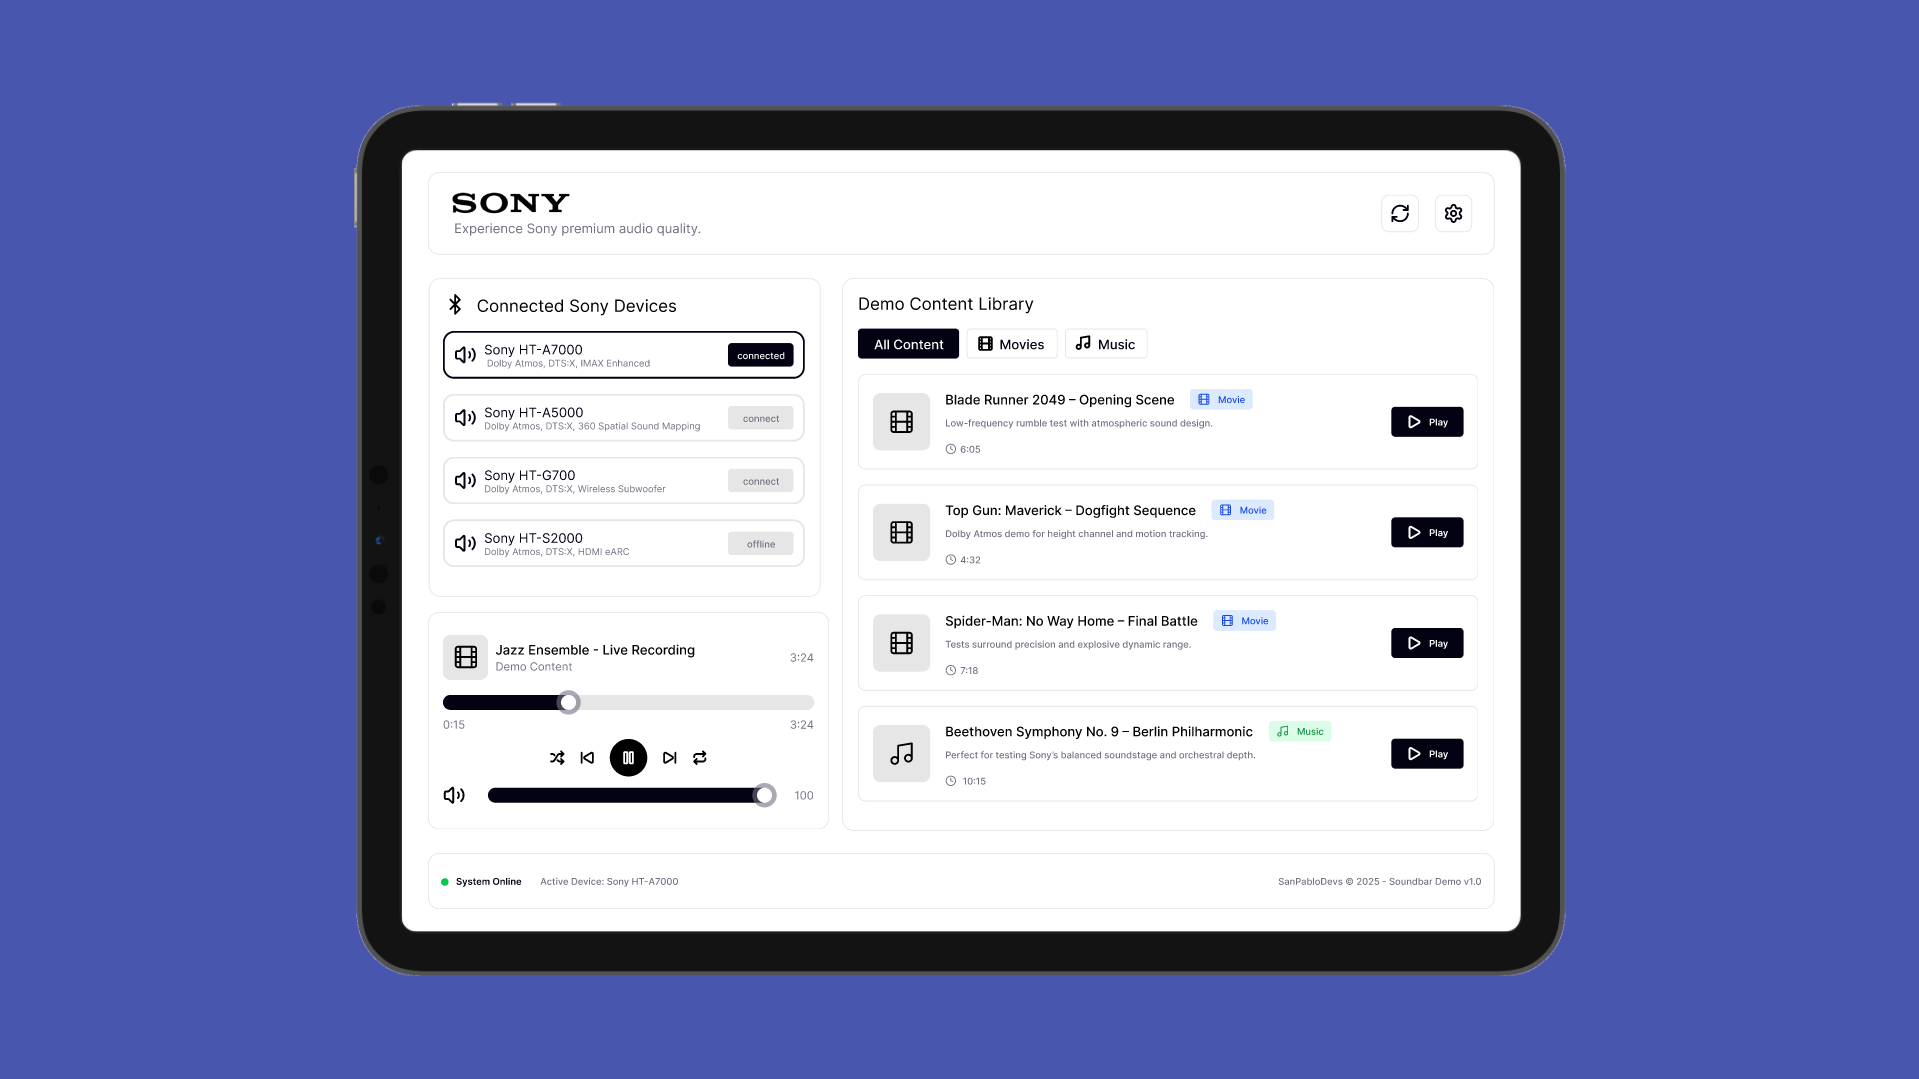 SONY
Experience Sony premium audio quality.
Connected Sony Devices
Sony HT-A7000
Dolby Atmos, DTS:X, IMAX Enhanced
connected
Sony HT-A5000
Dolby Atmos, DTS:X, 360 Spatial Sound Mapping
connect
Sony HT-G700
Dolby Atmos, DTS:X, Wireless Subwoofer
connect
Sony HT-S2000
Dolby Atmos, DTS:X, HDMI eARC
offline
Jazz Ensemble - Live Recording
Demo Content
3:24
0:15
3:24
100
Demo Content Library
All Content
Movies
Music
Blade Runner 2049 – Opening Scene
Movie
Low-frequency rumble test with atmospheric sound design.
6:05
Play
Top Gun: Maverick – Dogfight Sequence
Movie
Dolby Atmos demo for height channel and motion tracking.
4:32
Play
Spider-Man: No Way Home – Final Battle
Movie
Tests surround precision and explosive dynamic range.
7:18
Play
Beethoven Symphony No. 9 – Berlin Philharmonic
Music
Perfect for testing Sony's balanced soundstage and orchestral depth.
10:15
Play
System Online
Active Device: Sony HT-A7000
SanPabloDevs © 2025 - Soundbar Demo v1.0